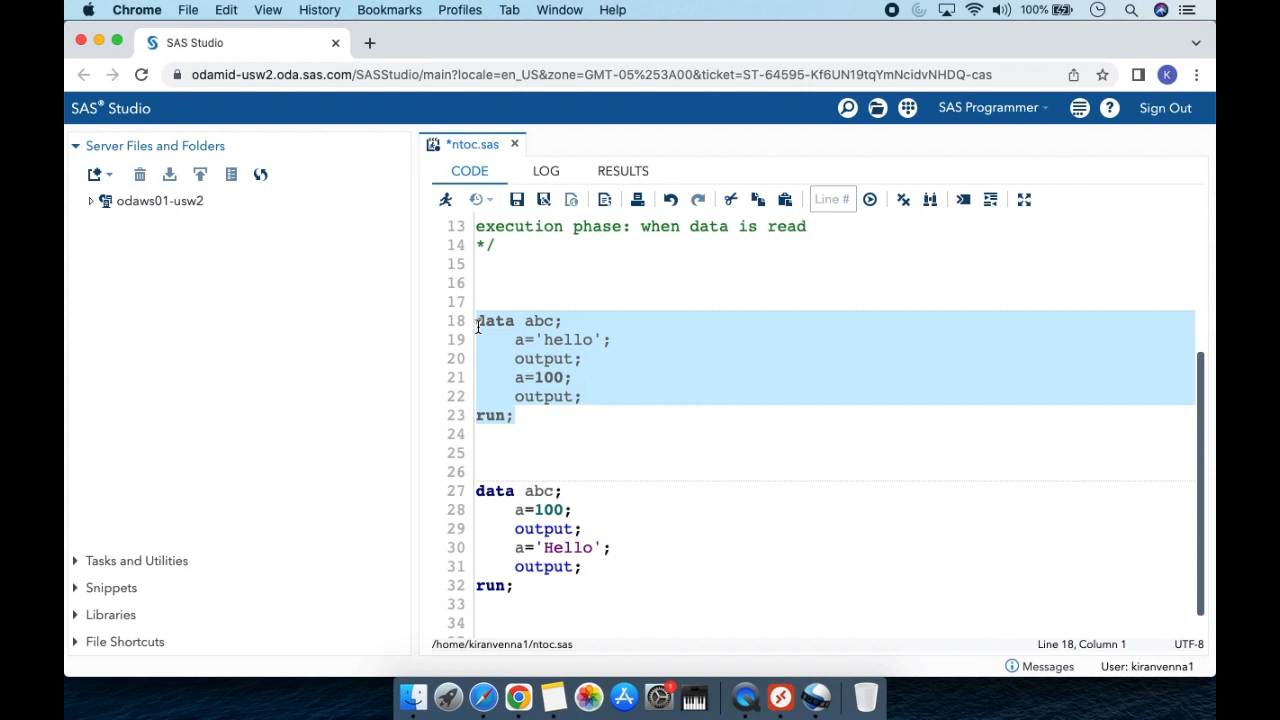 Chrome File Edit View History Bookmarks Profiles Tab Window Help 100%
SAS Studio
odamid-usw2.oda.sas.com/SASStudio/main?locale=en_US&zone=GMT-05%253A00&ticket=ST-64595-Kf6UN19tqYmNcidvNHDQ-cas K
SAS® Studio SAS Programmer Sign Out
Server Files and Folders
*ntoc.sas
CODE LOG RESULTS
Line #
odaws01-usw2
13 execution phase: when data is read
14 */
15
16
17
18 data abc;
19 a='hello';
20 output;
21 a=100;
22 output;
23 run;
24
25
26
27 data abc;
28 a=100;
29 output;
30 a='Hello';
31 output;
32 run;
33
34
Tasks and Utilities
Snippets
Libraries
File Shortcuts
/home/kiranvenna1/ntoc.sas Line 18, Column 1 UTF-8
Messages User: kiranvenna1
1